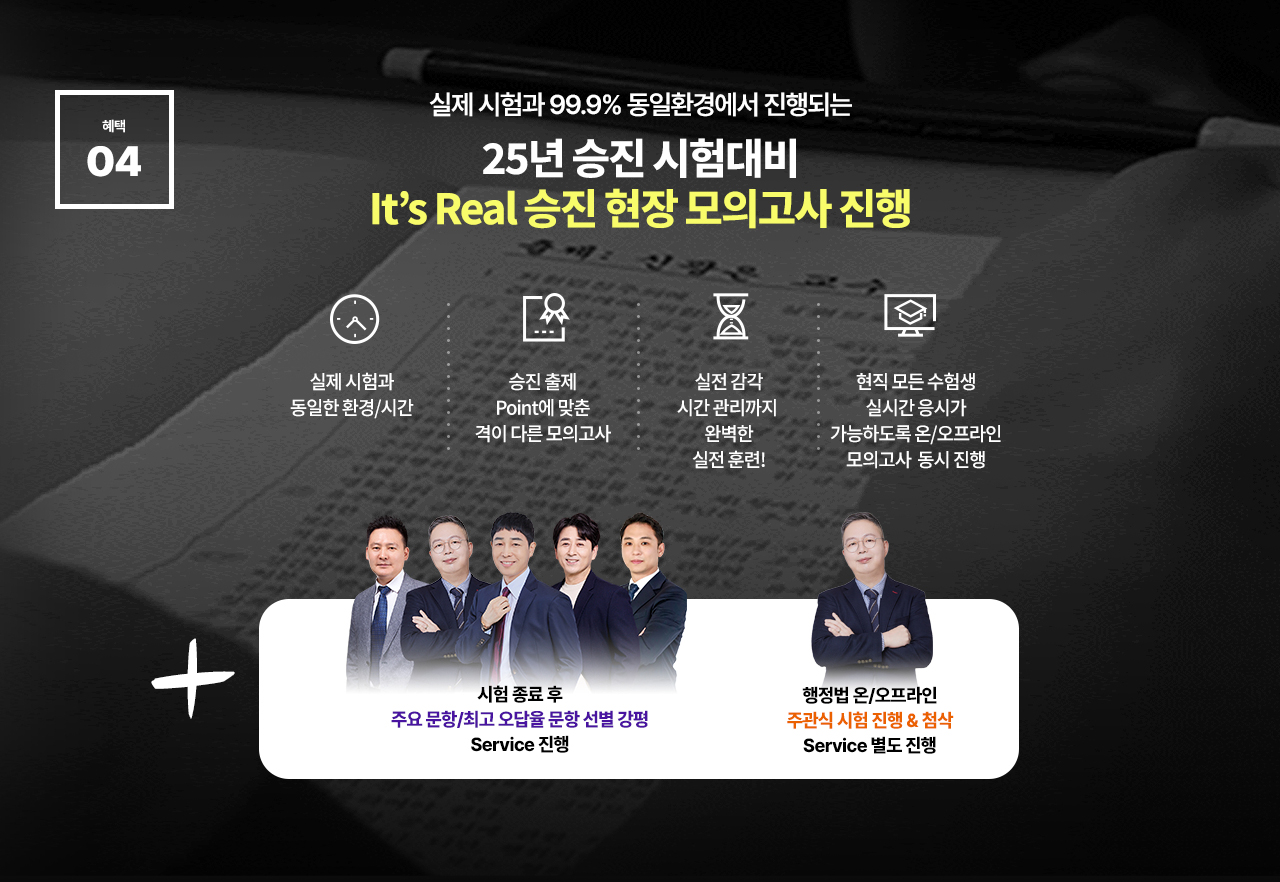 혜택
04
실제 시험과 99.9% 동일환경에서 진행되는
25년 승진 시험대비
It's Real 승진 현장 모의고사 진행
출제: 신광은 교수
실제 시험과
동일한 환경/시간
승진 출제
Point에 맞춘
격이 다른 모의고사
실전 감각
시간 관리까지
완벽한
실전 훈련!
현직 모든 수험생
실시간 응시가
가능하도록 온/오프라인
모의고사 동시 진행
시험 종료 후
주요 문항/최고 오답율 문항 선별 강평
Service 진행
행정법 온/오프라인
주관식 시험 진행 & 첨삭
Service 별도 진행